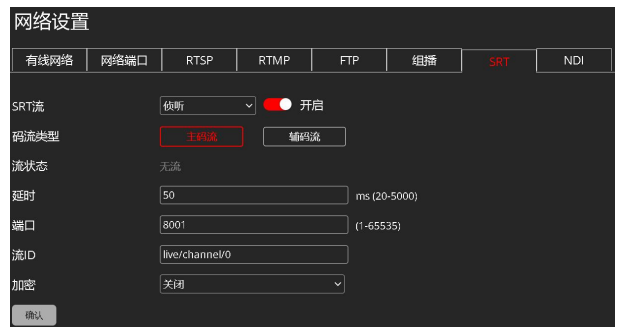 网络设置
有线网络 网络端口 RTSP RTMP FTP 组播 SRT NDI
SRT流 侦听 开启
码流类型 主码流 辅码流
流状态 无流
延时 50 ms (20-5000)
端口 8001 (1-65535)
流ID live/channel/0
加密 关闭
确认